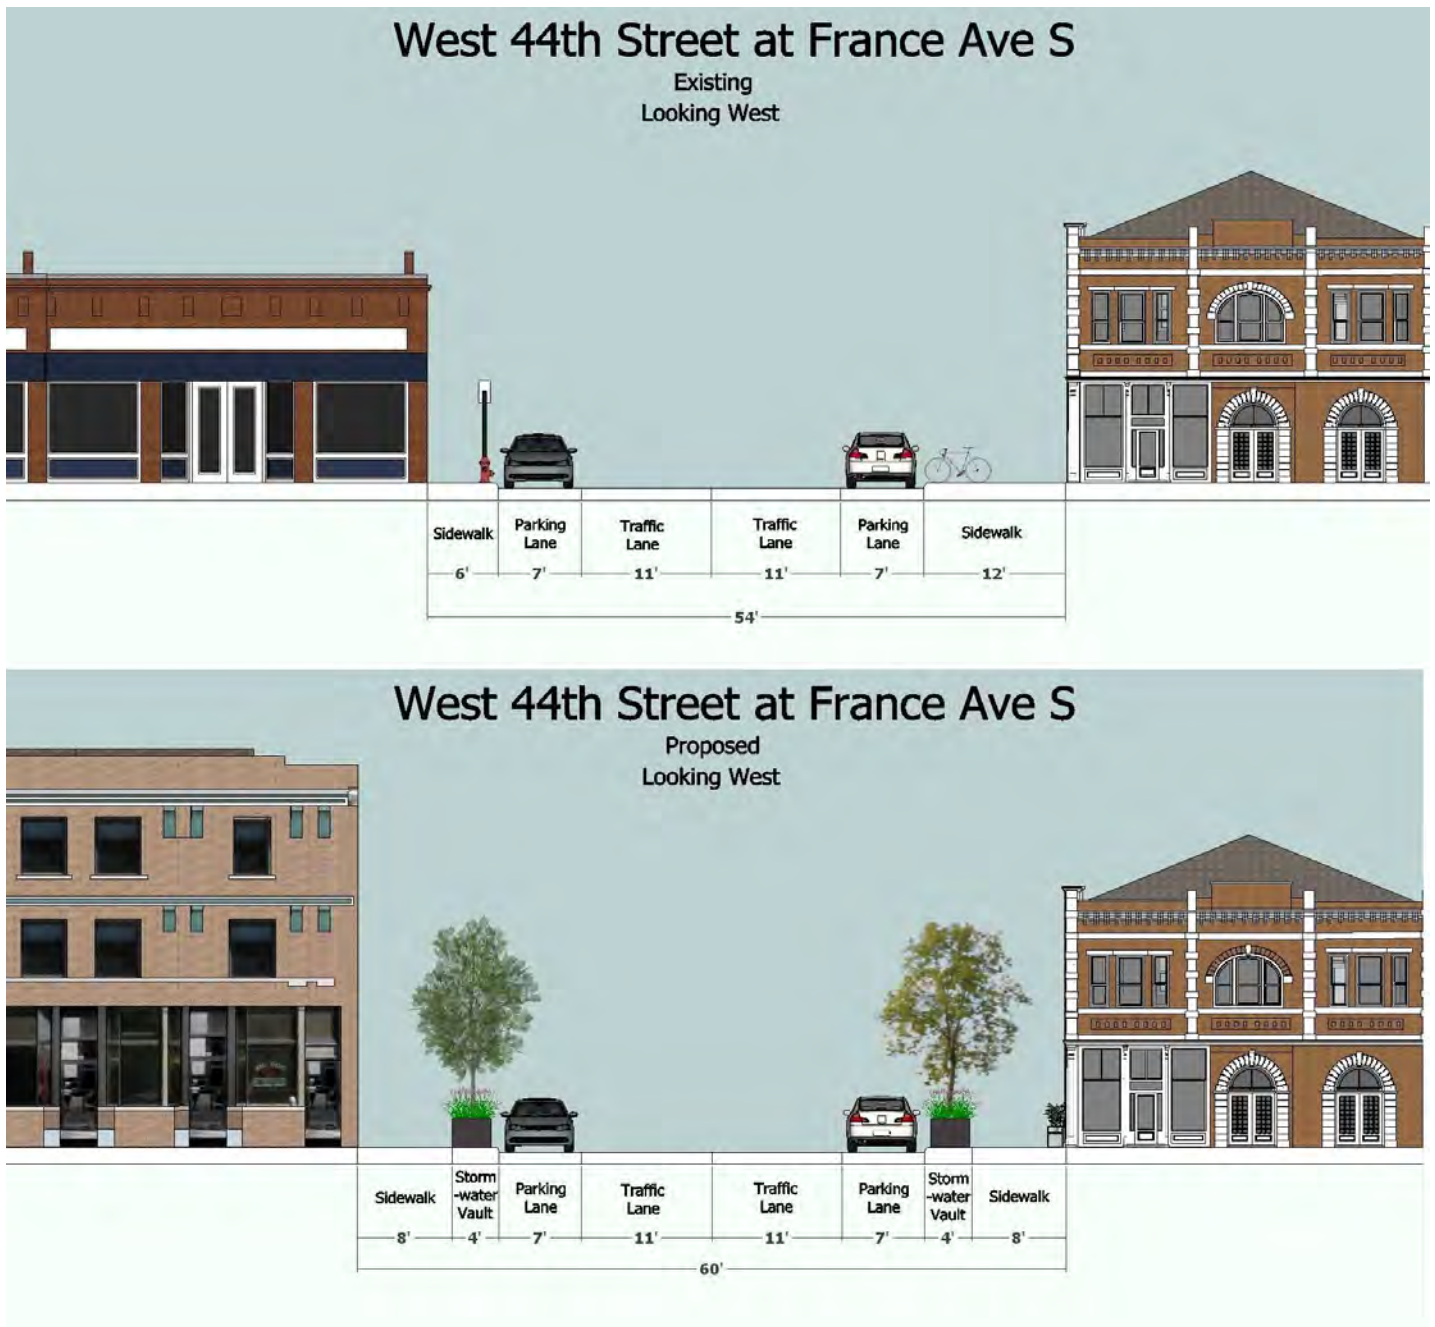 West 44th Street at France Ave S
Existing
Looking West
Sidewalk
Parking
Lane
Traffic
Lane
Traffic
Lane
Parking
Lane
Sidewalk
6'
7'
11'
11'
7'
12'
54'
West 44th Street at France Ave S
Proposed
Looking West
Sidewalk
Storm
-water
Vault
Parking
Lane
Traffic
Lane
Traffic
Lane
Parking
Lane
Storm
-water
Vault
Sidewalk
8'
4'
7'
11'
11'
7'
4'
8'
60'